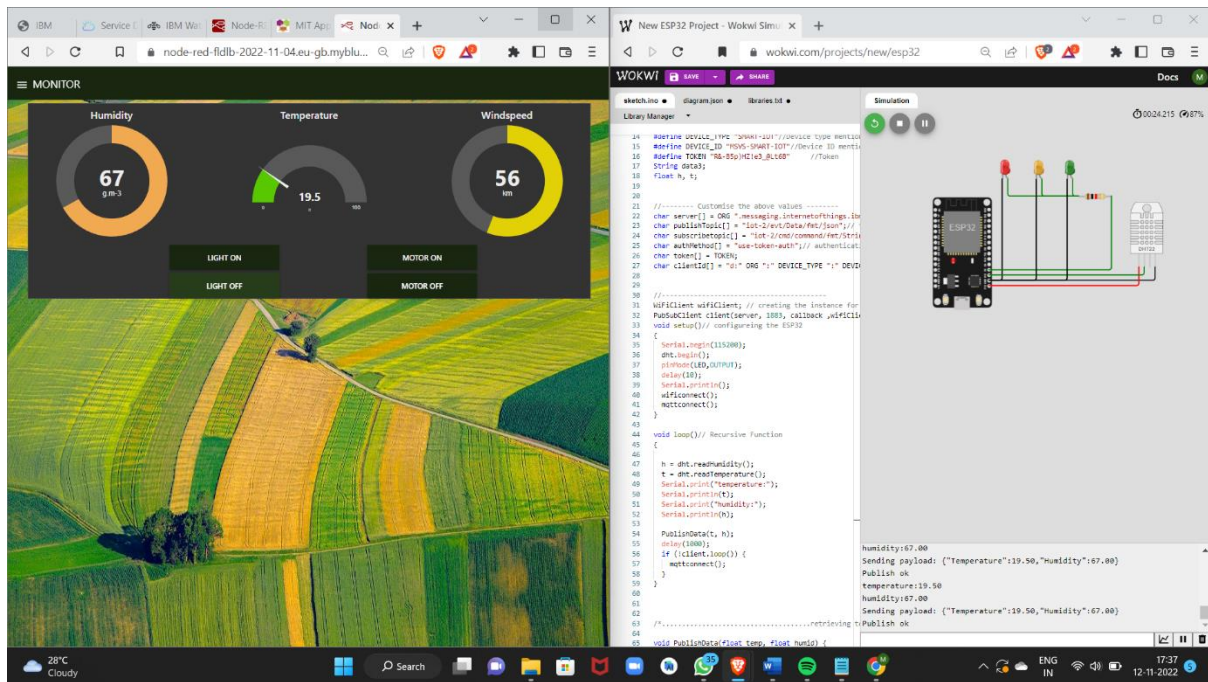 IBM
Service
IBM Wat
Node-R
MIT App
Node
node-red-fldlb-2022-11-04.eu-gb.myblu...
MONITOR
Humidity
Temperature
Windspeed
67
g.m-3
19.5
0
100
56
km
LIGHT ON
MOTOR ON
LIGHT OFF
MOTOR OFF
New ESP32 Project - Wokwi Simu
wokwi.com/projects/new/esp32
WOKWI
SAVE
SHARE
Docs
M
sketch.ino
diagram.json
libraries.txt
Library Manager
Simulation
00:24.215
87%
14 #define DEVICE_TYPE "SMART-IOT"//Device type mentio
15 #define DEVICE_ID "MSVS-SMART-IOT"//Device ID menti
16 #define TOKEN //Token
17 String data3;
18 float h, t;
19
20
21 //-------- Customise the above values --------
22 char server[] = ORG ".messaging.internetofthings.ib
23 char publishTopic[] = "iot-2/evt/Data/fmt/json";//
24 char subscribetopic[] = "iot-2/cmd/command/fmt/Stri
25 char authMethod[] = "use-token-auth";// authenticat
26 char token[] = TOKEN;
27 char clientId[] = "d:" ORG ":" DEVICE_TYPE ":" DEVI
28
29
30 //-----------------------------------------
31 WiFiClient wifiClient; // creating the instance for
32 PubSubClient client(server, 1883, callback ,wifiCli
33 void setup()// configureing the ESP32
34 {
35 Serial.begin(115200);
36 dht.begin();
37 pinMode(LED,OUTPUT);
38 delay(10);
39 Serial.println();
40 wificonnect();
41 mqttconnect();
42 }
43
44 void loop()// Recursive Function
45 {
46
47 h = dht.readHumidity();
48 t = dht.readTemperature();
49 Serial.print("temperature:");
50 Serial.println(t);
51 Serial.print("humidity:");
52 Serial.println(h);
53
54 PublishData(t, h);
55 delay(1000);
56 if (!client.loop()) {
57 mqttconnect();
58 }
59 }
60
61
62
63 /*.....................................retrieving t
64
65 void PublishData(float temp, float humid) {
ESP32
DHT22
humidity:67.00
Sending payload: {"Temperature":19.50,"Humidity":67.00}
Publish ok
temperature:19.50
humidity:67.00
Sending payload: {"Temperature":19.50,"Humidity":67.00}
Publish ok
28°C
Cloudy
Search
35
ENG
IN
17:37
12-11-2022
5